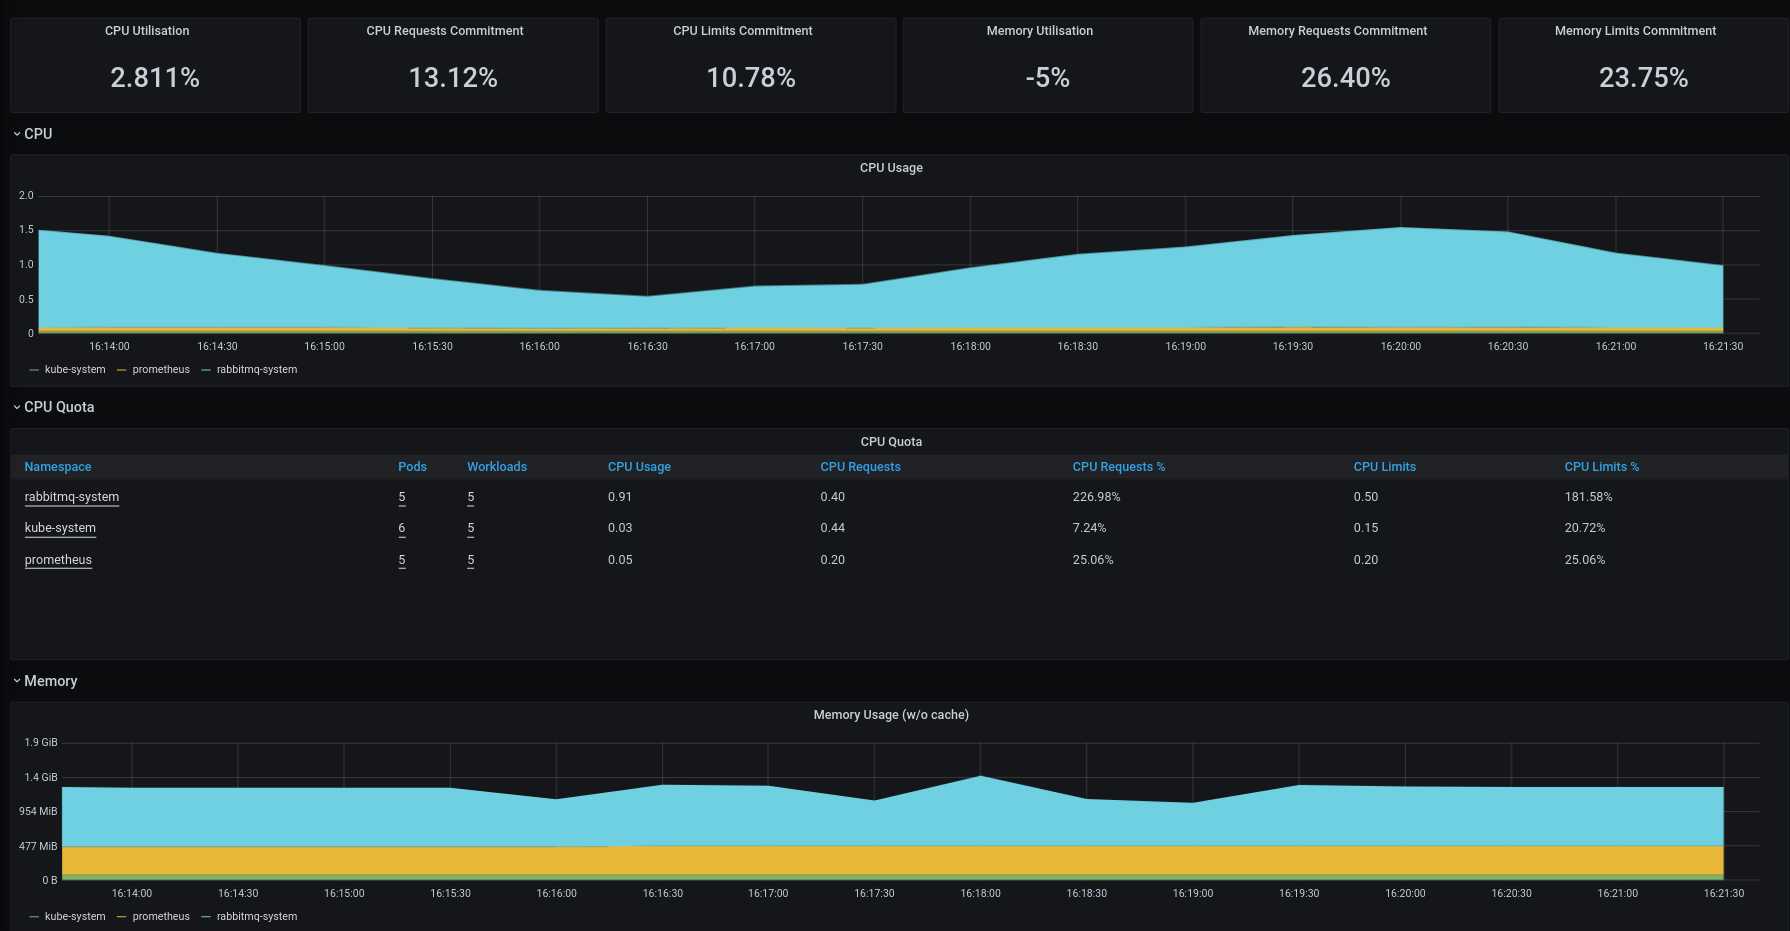 CPU Utilisation CPU Requests Commitment CPU Limits Commitment Memory Utilisation Memory Requests Commitment Memory Limits Commitment
2.811% 13.12% 10.78% -5% 26.40% 23.75%
CPU
CPU Usage
2.0
1.5
1.0
0.5
0
16:14:00 16:14:30 16:15:00 16:15:30 16:16:00 16:16:30 16:17:00 16:17:30 16:18:00 16:18:30 16:19:00 16:19:30 16:20:00 16:20:30 16:21:00 16:21:30
kube-system prometheus rabbitmq-system
CPU Quota
CPU Quota
Namespace Pods Workloads CPU Usage CPU Requests CPU Requests % CPU Limits CPU Limits %
rabbitmq-system 5 5 0.91 0.40 226.98% 0.50 181.58%
kube-system 6 5 0.03 0.44 7.24% 0.15 20.72%
prometheus 5 5 0.05 0.20 25.06% 0.20 25.06%
Memory
Memory Usage (w/o cache)
1.9 GiB
1.4 GiB
954 MiB
477 MiB
0 B
16:14:00 16:14:30 16:15:00 16:15:30 16:16:00 16:16:30 16:17:00 16:17:30 16:18:00 16:18:30 16:19:00 16:19:30 16:20:00 16:20:30 16:21:00 16:21:30
kube-system prometheus rabbitmq-system